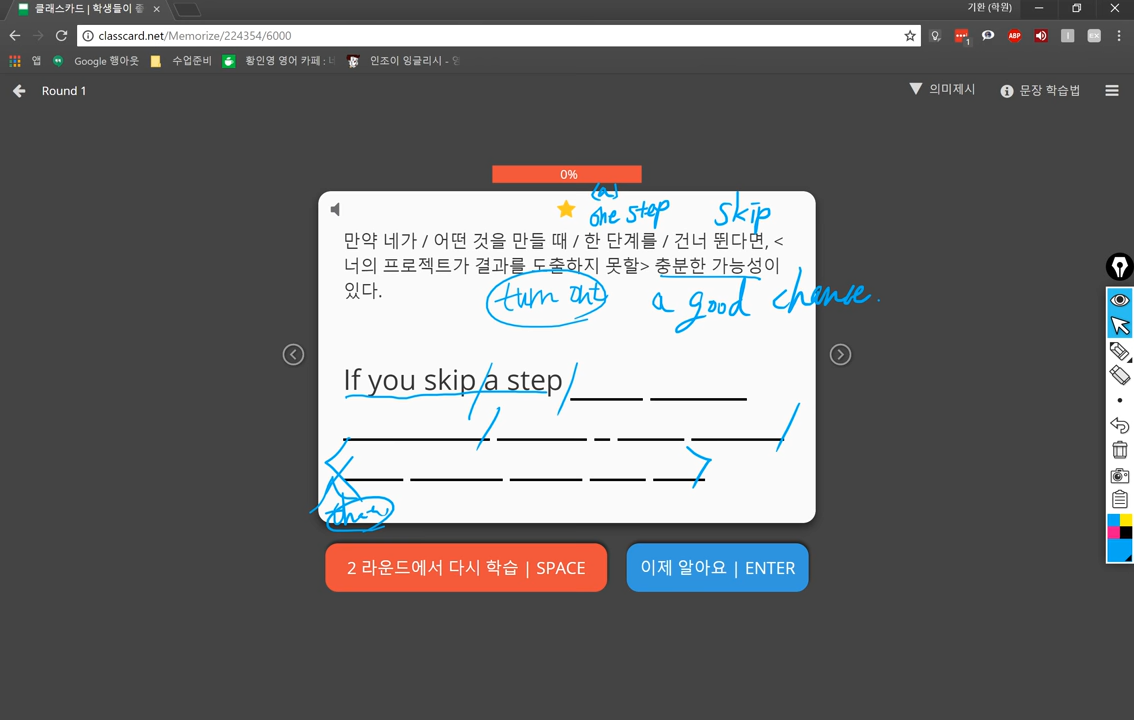 클래스카드 | 학생들이 즐
기환 (학원)
classcard.net/Memorize/224354/6000
앱 Google 행아웃 수업준비 황인영 영어 카페 : 네 인조이 잉글리시 - 영
Round 1
의미제시 문장 학습법
0%
(a)
one step skip
만약 네가 / 어떤 것을 만들 때 / 한 단계를 / 건너 뛴다면, <
너의 프로젝트가 결과를 도출하지 못할> 충분한 가능성이
있다.
turn out a good chance.
If you skip a step
2 라운드에서 다시 학습 | SPACE
이제 알아요 | ENTER